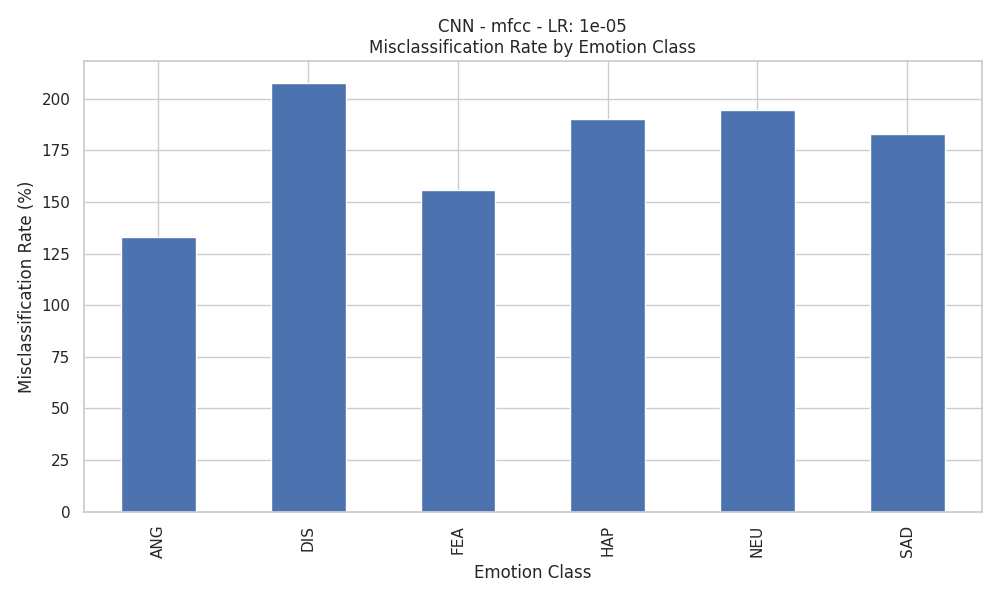 CNN - mfcc - LR: 1e-05
Misclassification Rate by Emotion Class
Misclassification Rate (%)
200
175
150
125
100
75
50
25
0
ANG
DIS
FEA
HAP
NEU
SAD
Emotion Class